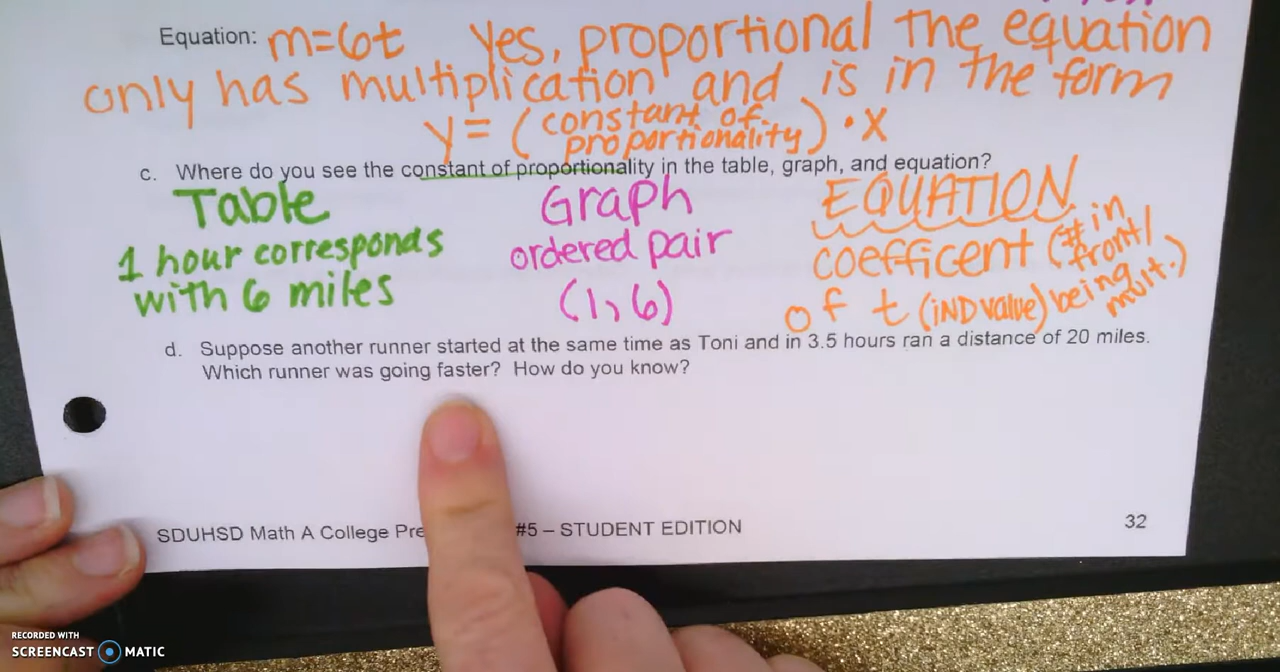 Equation: m=6t Yes, proportional the equation
only has multiplication and is in the form
y = (constant of proportionality) • x
c. Where do you see the constant of proportionality in the table, graph, and equation?
Table
1 hour corresponds
with 6 miles
Graph
ordered pair
(1,6)
EQUATION
coefficent (# in front/
of t (IND value) being mult.)
d. Suppose another runner started at the same time as Toni and in 3.5 hours ran a distance of 20 miles.
Which runner was going faster? How do you know?
SDUHSD Math A College Pre #5 – STUDENT EDITION
32
RECORDED WITH
SCREENCAST MATIC